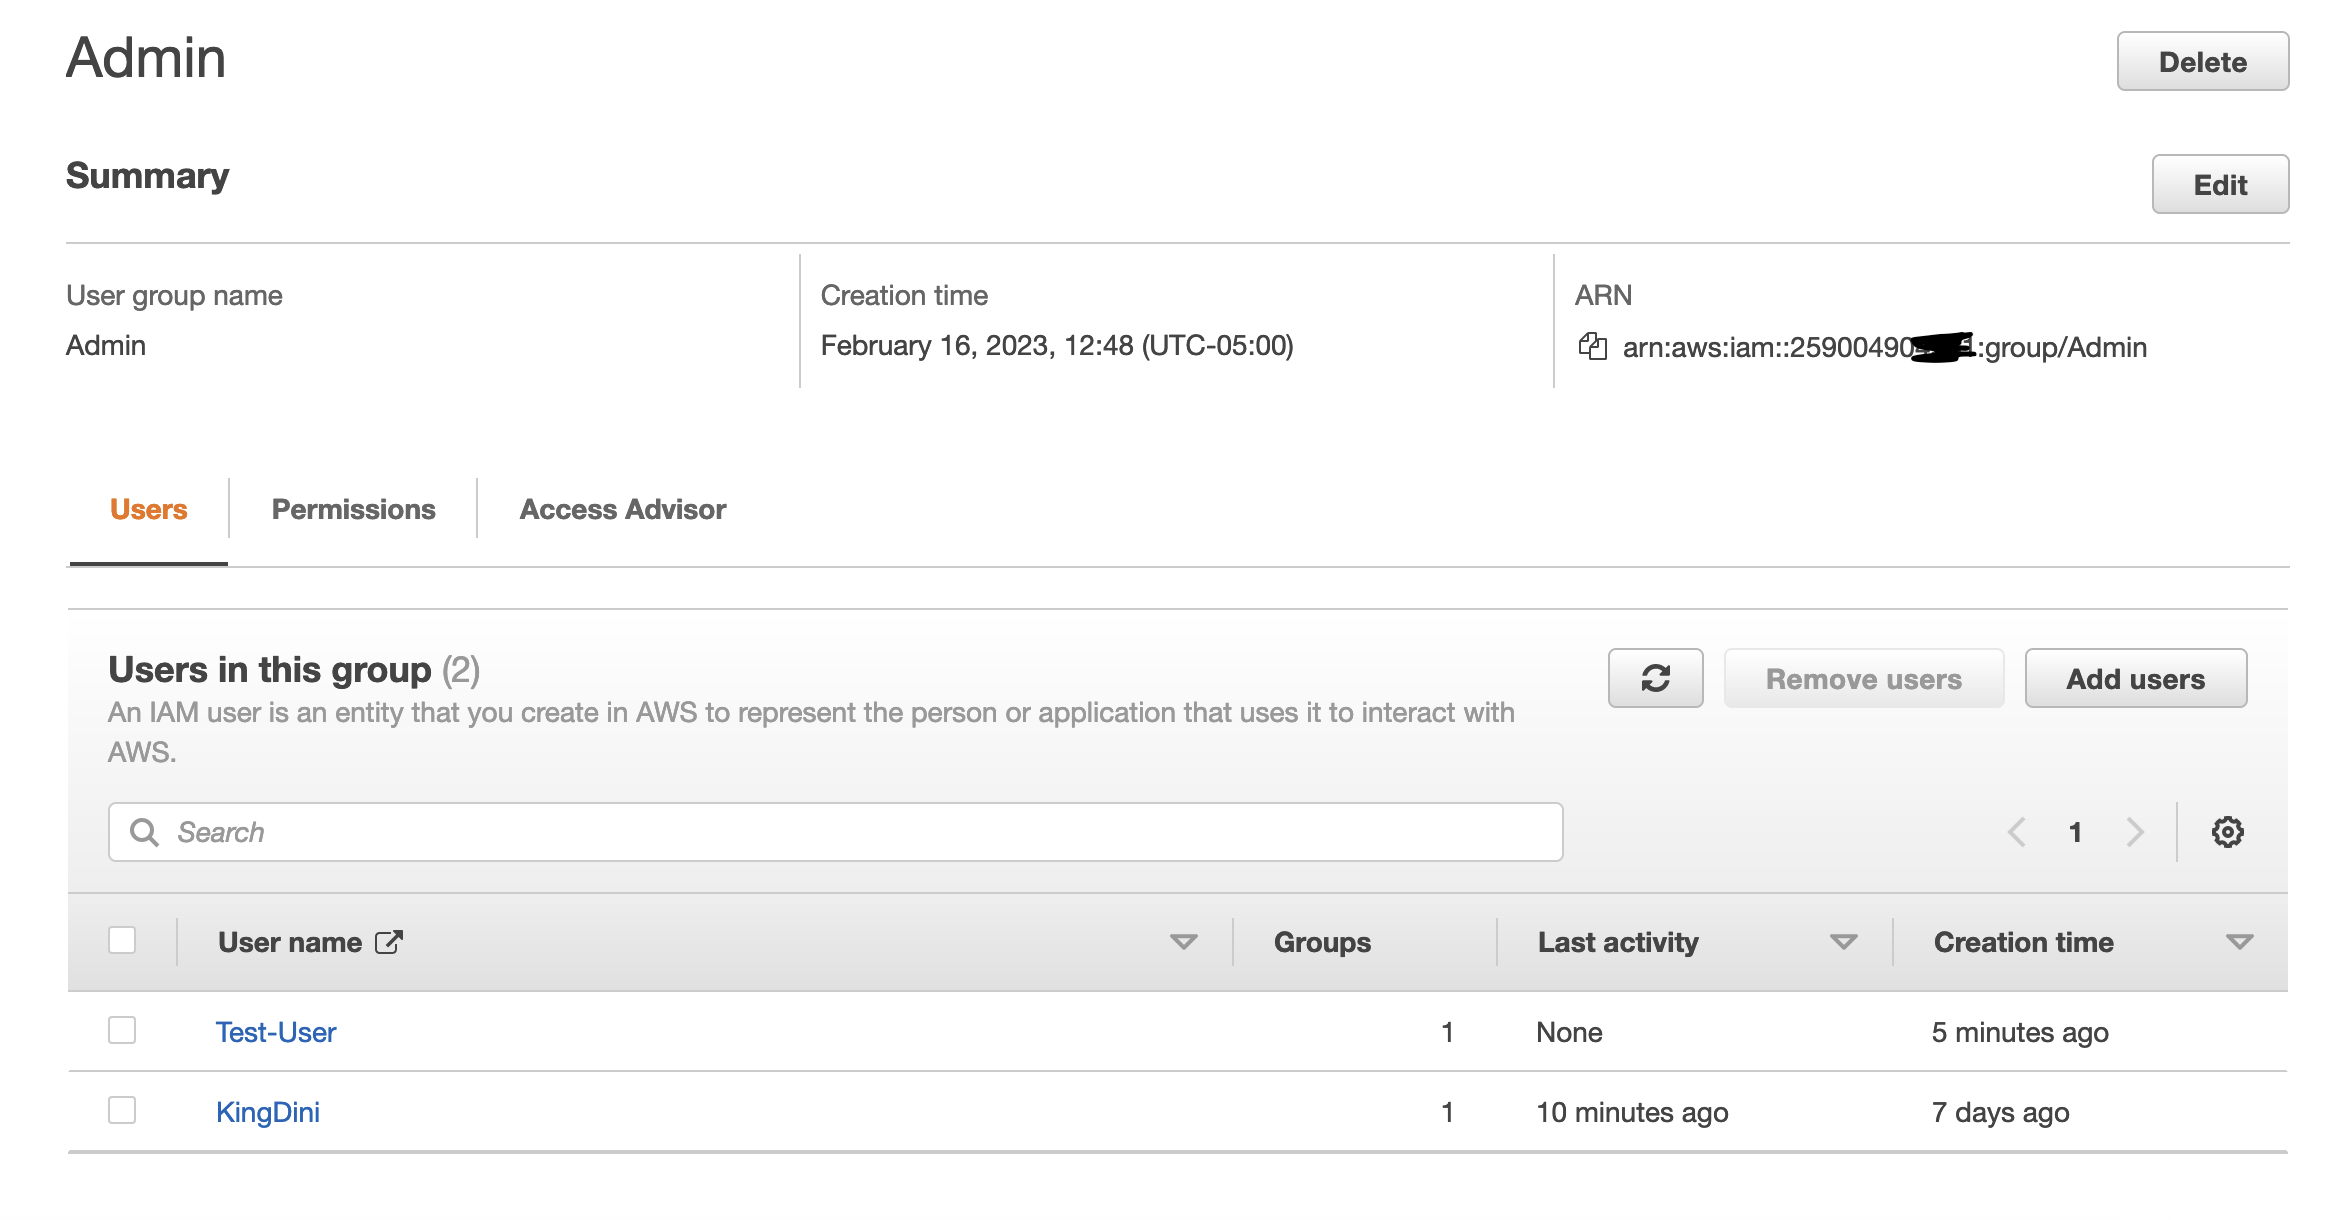 Admin
Delete
Summary
Edit
User group name
Admin
Creation time
February 16, 2023, 12:48 (UTC-05:00)
ARN
arn:aws:iam::25900490 :group/Admin
Users
Permissions
Access Advisor
Users in this group (2)
An IAM user is an entity that you create in AWS to represent the person or application that uses it to interact with
AWS.
Remove users
Add users
Search
1
User name
Groups
Last activity
Creation time
Test-User
1
None
5 minutes ago
KingDini
1
10 minutes ago
7 days ago